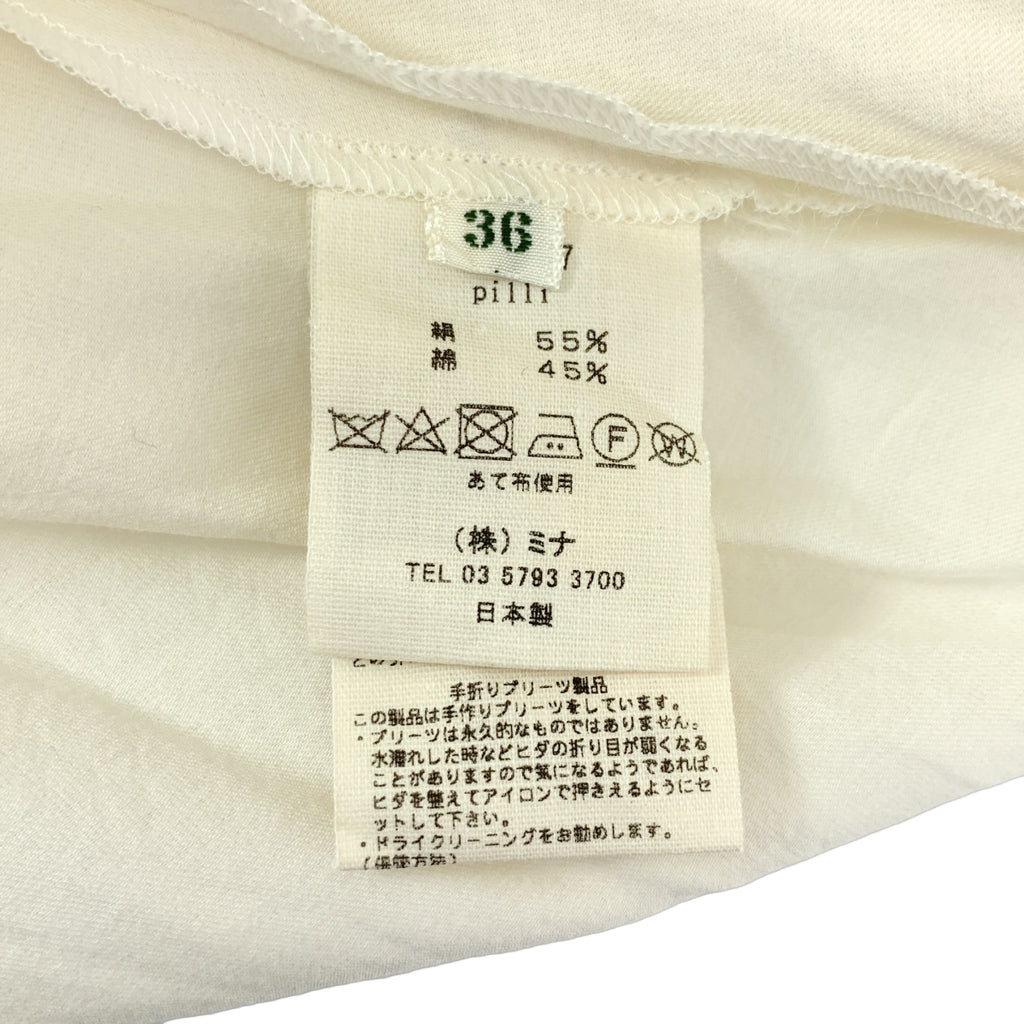 36
7
pilli
絹 55%
綿 45%
F
W
あて布使用
(株)ミナ
TEL 03 5793 3700
日本製
手折りプリーツ製品
この製品は手作りプリーツをしています。
・プリーツは永久的なものではありません。
水濡れした時などヒダの折り目が弱くなる
ことがありますので気になるようであれば、
ヒダを整えてアイロンで押さえるようにセ
ットして下さい。
・ドライクリーニングをお勧めします。
(保管方法)